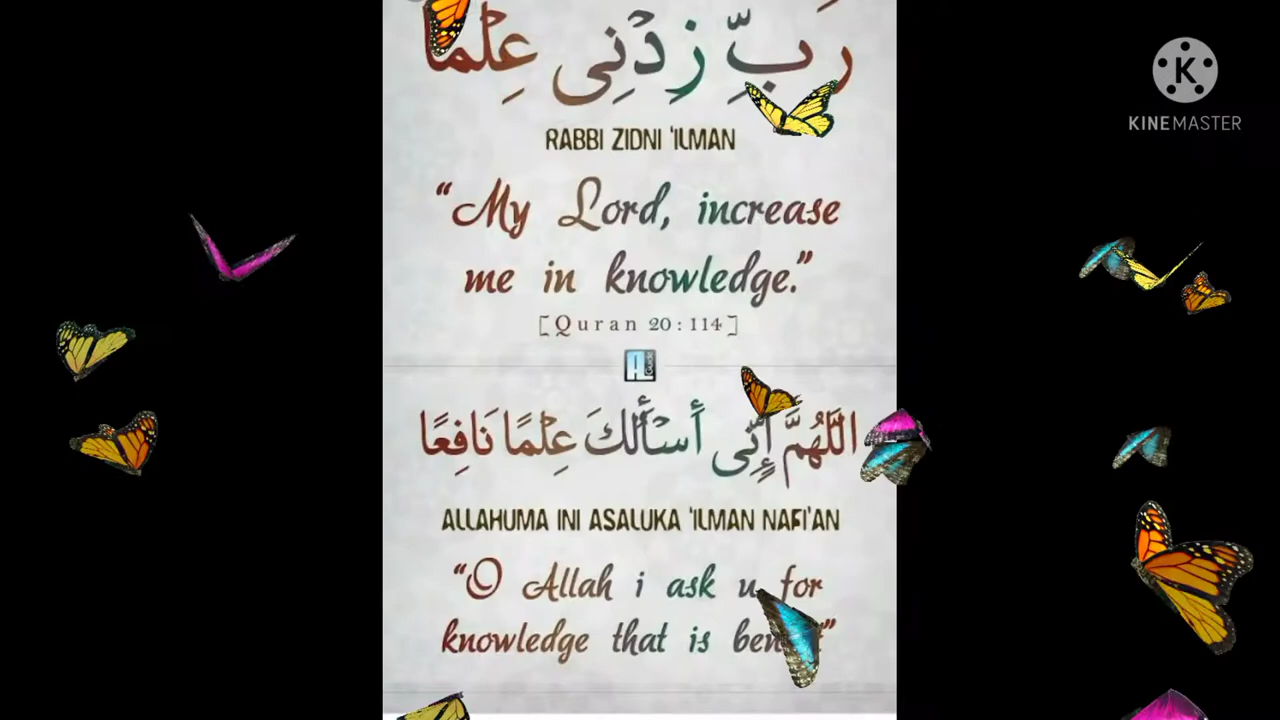 رَبِّ زِدْنِى عِلْمًا
RABBI ZIDNI 'ILMAN
"My Lord, increase
me in knowledge."
[Quran 20:114]
اللَّهُمَّ إِنِّى أَسْأَلُكَ عِلْمًا نَافِعًا
ALLAHUMA INI ASALUKA 'ILMAN NAFI'AN
"O Allah i ask u for
knowledge that is
K
KINEMASTER